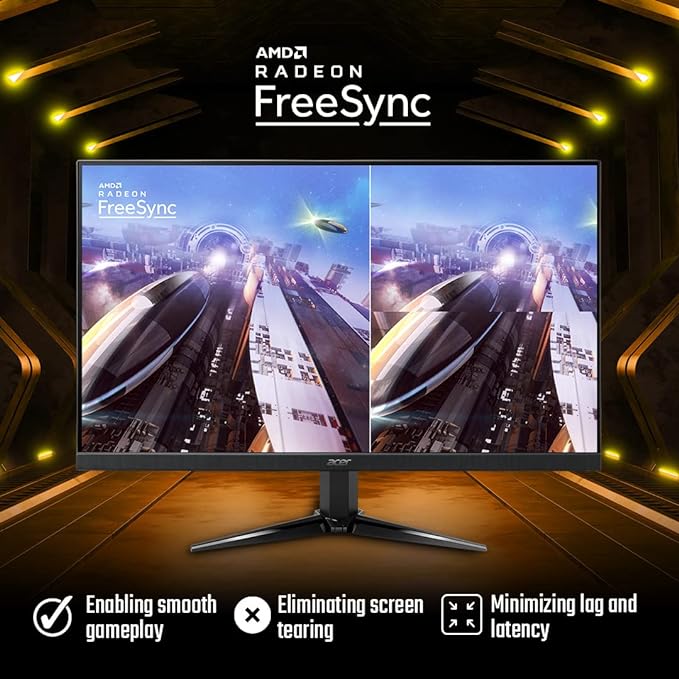 AMD
RADEON
FreeSync
AMD
RADEON
FreeSync
acer
Enabling smooth
gameplay
Eliminating screen
tearing
Minimizing lag and
latency